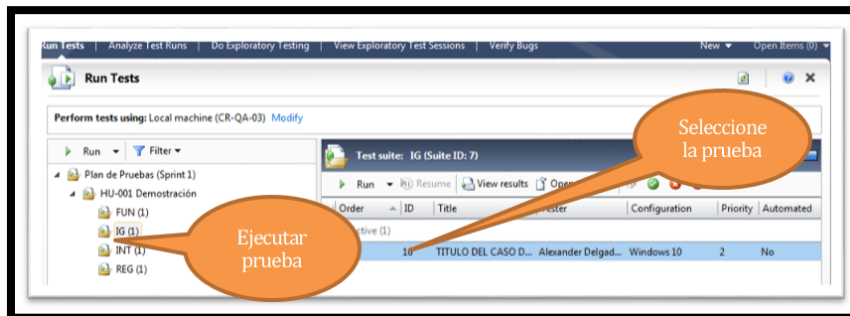 Run Tests | Analyze Test Runs | Do Exploratory Testing | View Exploratory Test Sessions | Verify Bugs New Open Items (0)
Run Tests
Perform tests using: Local machine (CR-QA-03) Modify
Run Filter
Plan de Pruebas (Sprint 1)
HU-001 Demostración
FUN (1)
IG (1)
INT (1)
REG (1)
Ejecutar
prueba
Test suite: IG (Suite ID: 7)
Seleccione
la prueba
Run Resume View results
Order ID Title Configuration Priority Automated
(1)
16 TITULO DEL CASO D... Alexander Delgad... Windows 10 2 No